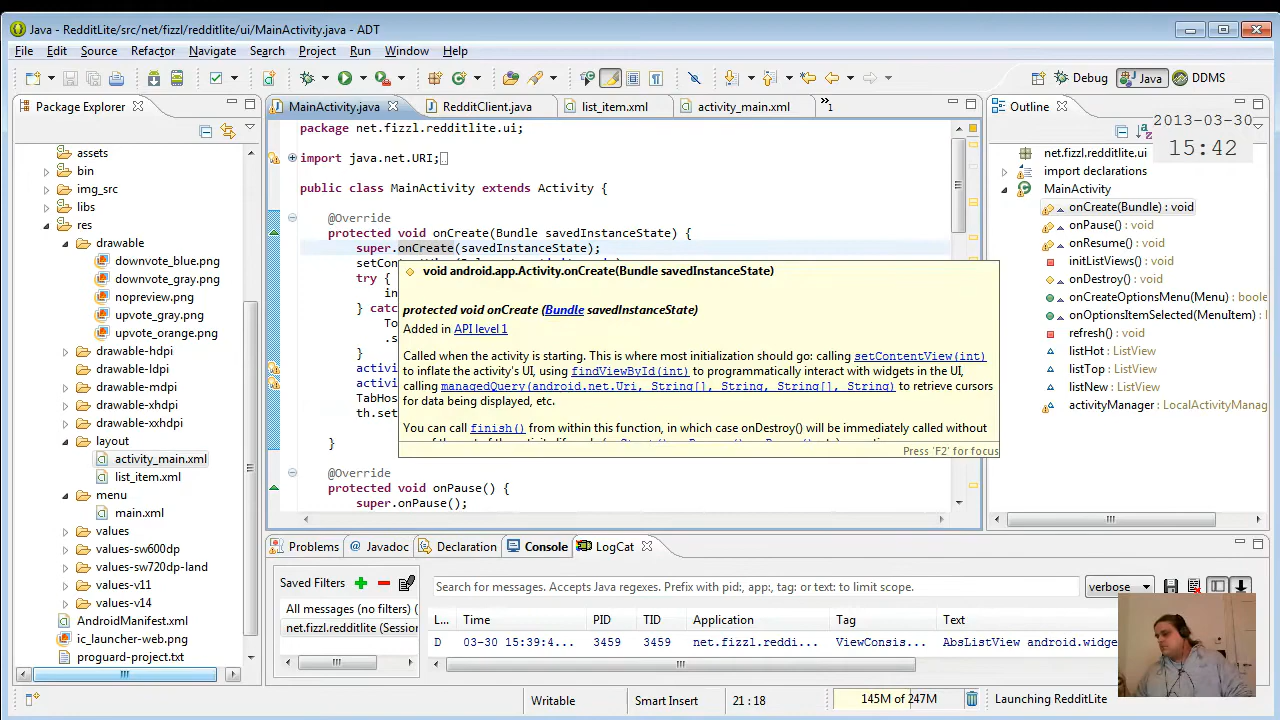 Java - RedditLite/src/net/fizzl/redditlite/ui/MainActivity.java - ADT
File Edit Source Refactor Navigate Search Project Run Window Help
Debug Java DDMS
Package Explorer
MainActivity.java RedditClient.java list_item.xml activity_main.xml »1
Outline
2013-03-30
15:42
assets
bin
img_src
libs
res
drawable
downvote_blue.png
downvote_gray.png
nopreview.png
upvote_gray.png
upvote_orange.png
drawable-hdpi
drawable-ldpi
drawable-mdpi
drawable-xhdpi
drawable-xxhdpi
layout
activity_main.xml
list_item.xml
menu
main.xml
values
values-sw600dp
values-sw720dp-land
values-v11
values-v14
AndroidManifest.xml
ic_launcher-web.png
proguard-project.txt
package net.fizzl.redditlite.ui;
import java.net.URI;
public class MainActivity extends Activity {
@Override
protected void onCreate(Bundle savedInstanceState) {
super.onCreate(savedInstanceState);
try {
in
} catc
To
.s
}
activi
activi
TabHos
th.set
}
@Override
protected void onPause() {
super.onPause();
void android.app.Activity.onCreate(Bundle savedInstanceState)
protected void onCreate (Bundle savedInstanceState)
Added in API level 1
Called when the activity is starting. This is where most initialization should go: calling setContentView(int)
to inflate the activity's UI, using findViewById(int) to programmatically interact with widgets in the UI,
calling managedQuery(android.net.Uri, String[], String, String[], String) to retrieve cursors
for data being displayed, etc.
You can call finish() from within this function, in which case onDestroy() will be immediately called without
Press 'F2' for focus
net.fizzl.redditlite.ui
import declarations
MainActivity
onCreate(Bundle) : void
onPause() : void
onResume() : void
initListViews() : void
onDestroy() : void
onCreateOptionsMenu(Menu) : boole
onOptionsItemSelected(MenuItem) :
refresh() : void
listHot : ListView
listTop : ListView
listNew : ListView
activityManager : LocalActivityManag
Problems @ Javadoc Declaration Console LogCat
Saved Filters
All messages (no filters) (
net.fizzl.redditlite (Session
Search for messages. Accepts Java regexes. Prefix with pid:, app:, tag: or text: to limit scope.
verbose
L... Time PID TID Application Tag Text
D 03-30 15:39:4... 3459 3459 net.fizzl.reddi... ViewConsis... AbsListView android.widge
Writable Smart Insert 21 : 18 145M of 247M Launching RedditLite